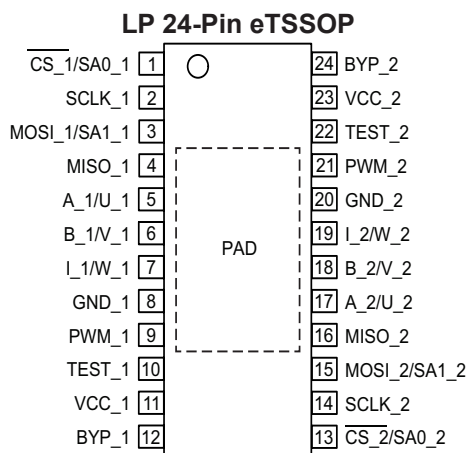 LP 24-Pin eTSSOP
CS_1/SA0_1 1 24 BYP_2
SCLK_1 2 23 VCC_2
MOSI_1/SA1_1 3 22 TEST_2
MISO_1 4 21 PWM_2
A_1/U_1 5 20 GND_2
B_1/V_1 6 19 I_2/W_2
PAD
I_1/W_1 7 18 B_2/V_2
GND_1 8 17 A_2/U_2
PWM_1 9 16 MISO_2
TEST_1 10 15 MOSI_2/SA1_2
VCC_1 11 14 SCLK_2
BYP_1 12 13 CS_2/SA0_2